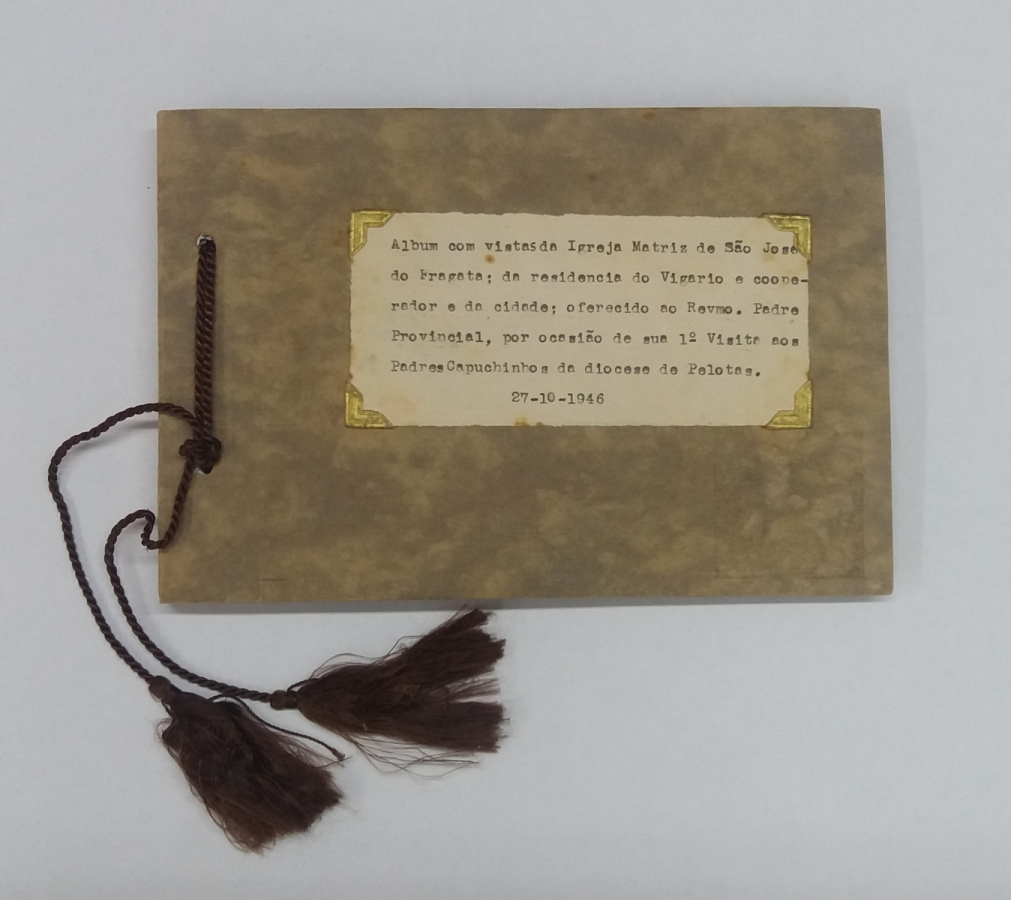 Album com vistasda Igreja Matriz de São José
do Fragata; da residencia do Vigario e coope-
rador e da cidade; oferecido ao Revmo. Padre
Provincial, por ocasião de sua 1º Visita aos
PadresCapuchinhos da diocese de Pelotas.
27-10-1946